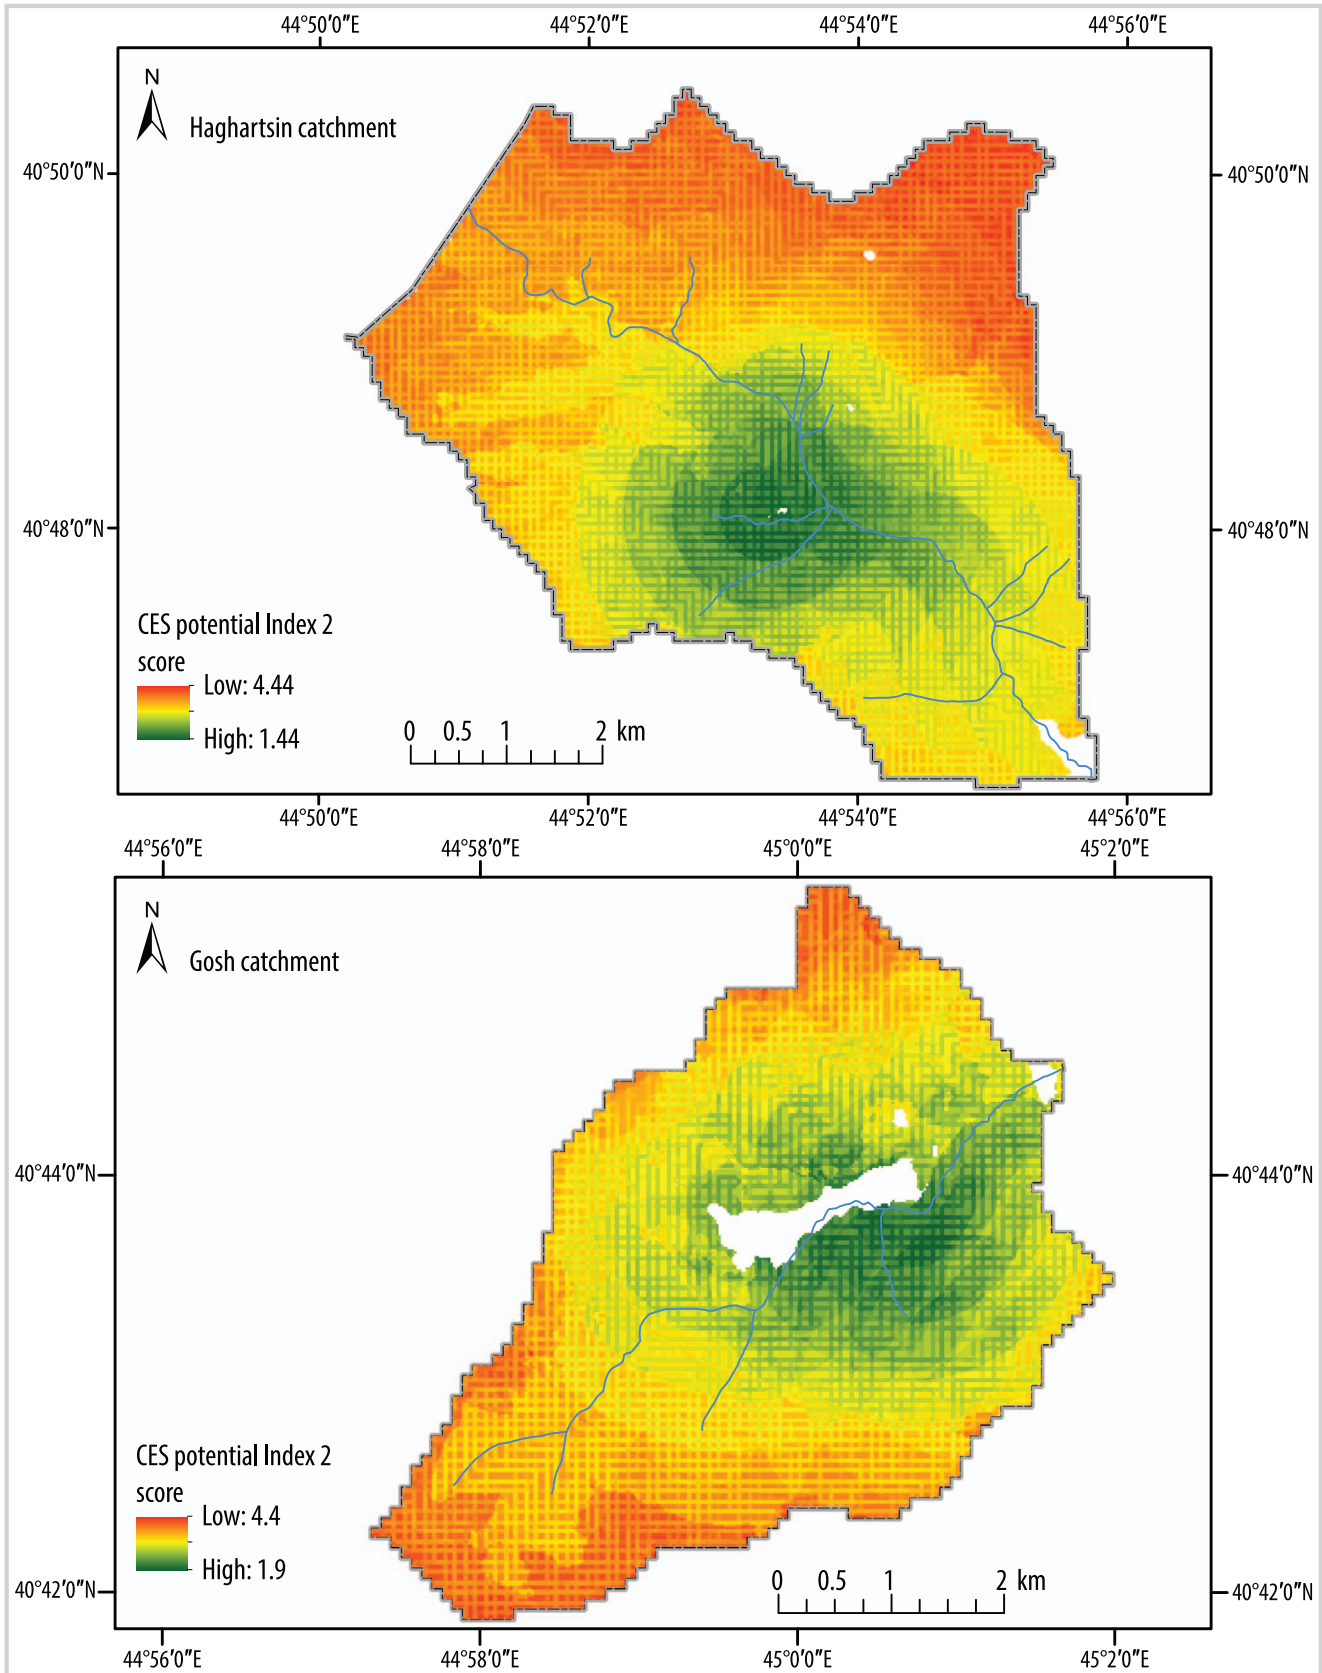 44°50′0″E 44°52′0″E 44°54′0″E 44°56′0″E
N
Haghartsin catchment
40°50′0″N 40°50′0″N
40°48′0″N 40°48′0″N
CES potential Index 2
score
Low: 4.44
High: 1.44
0 0.5 1 2 km
44°50′0″E 44°52′0″E 44°54′0″E 44°56′0″E
44°56′0″E 44°58′0″E 45°0′0″E 45°2′0″E
N
Gosh catchment
40°44′0″N 40°44′0″N
CES potential Index 2
score
Low: 4.4
High: 1.9
0 0.5 1 2 km
40°42′0″N 40°42′0″N
44°56′0″E 44°58′0″E 45°0′0″E 45°2′0″E